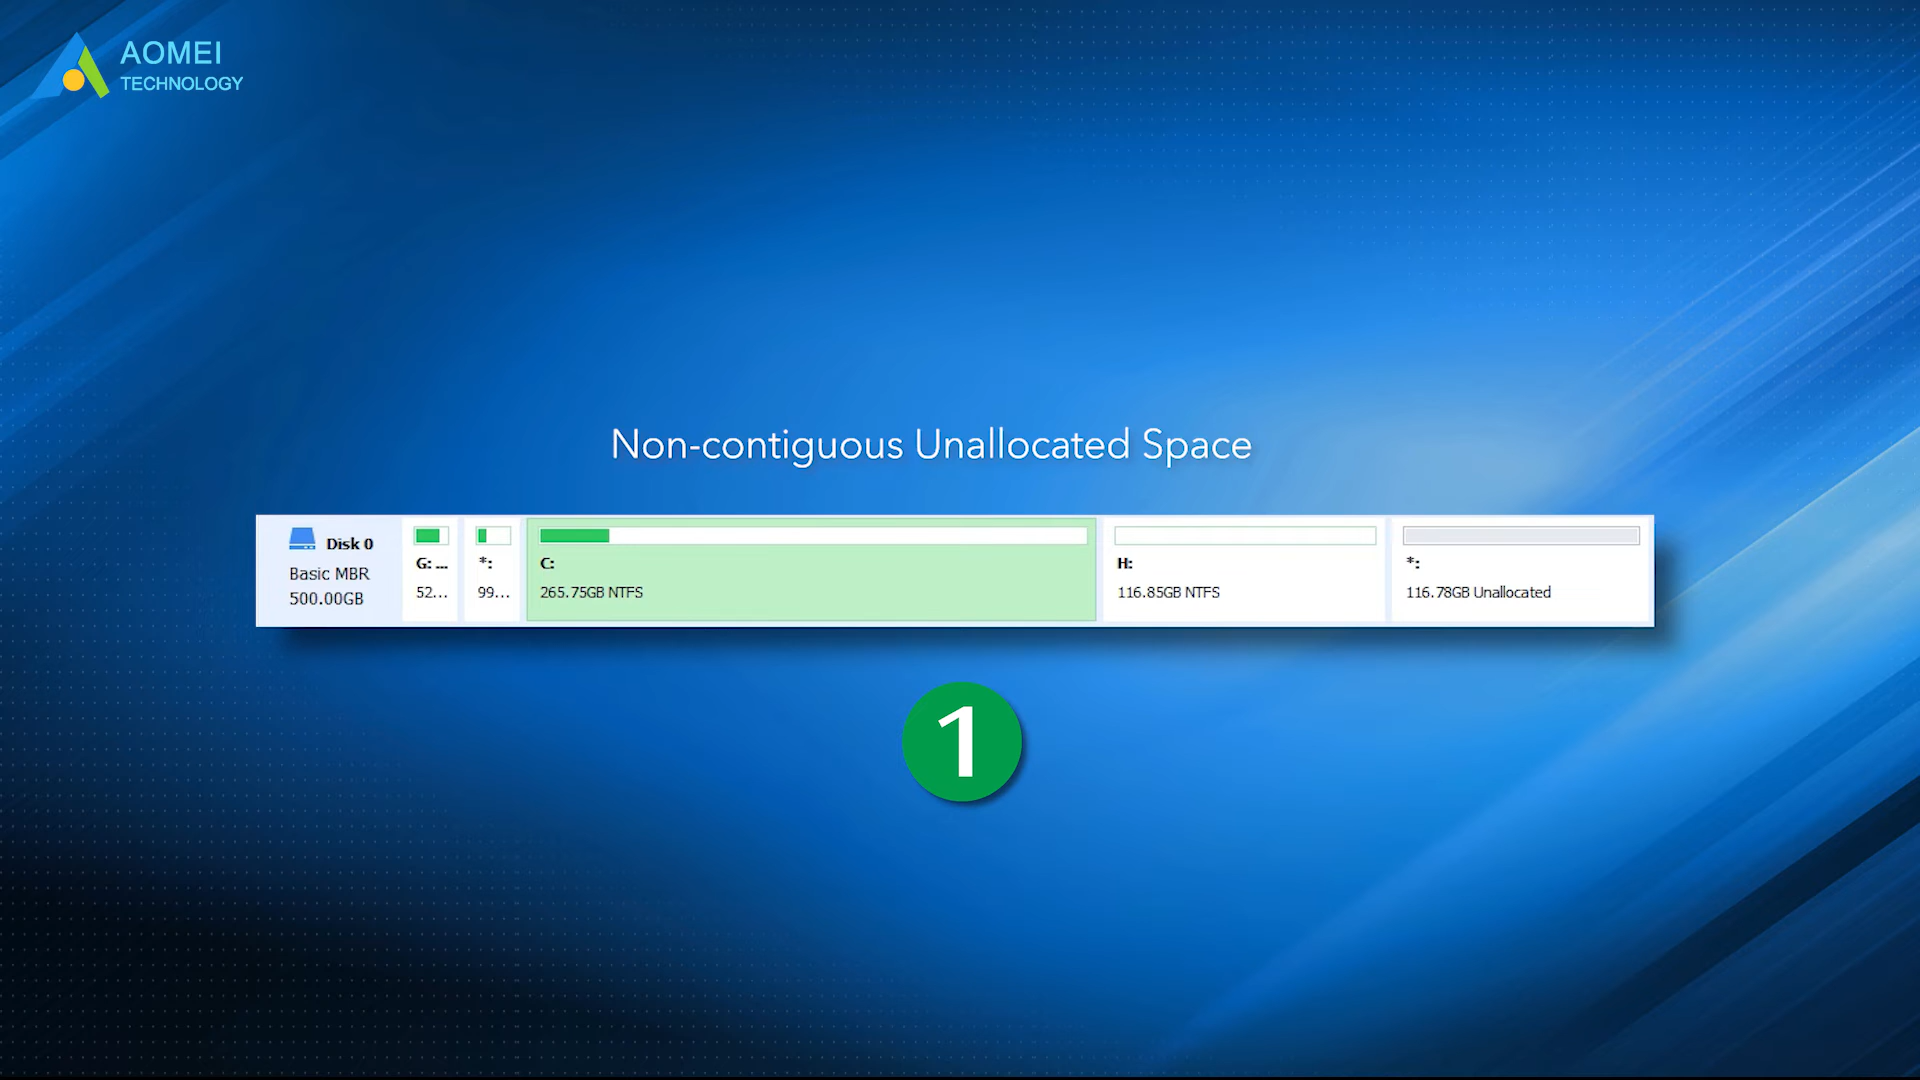 AOMEI
TECHNOLOGY
Non-contiguous Unallocated Space
Disk 0
Basic MBR
500.00GB
G: ...
52...
*:
99...
C:
265.75GB NTFS
H:
116.85GB NTFS
*:
116.78GB Unallocated
1